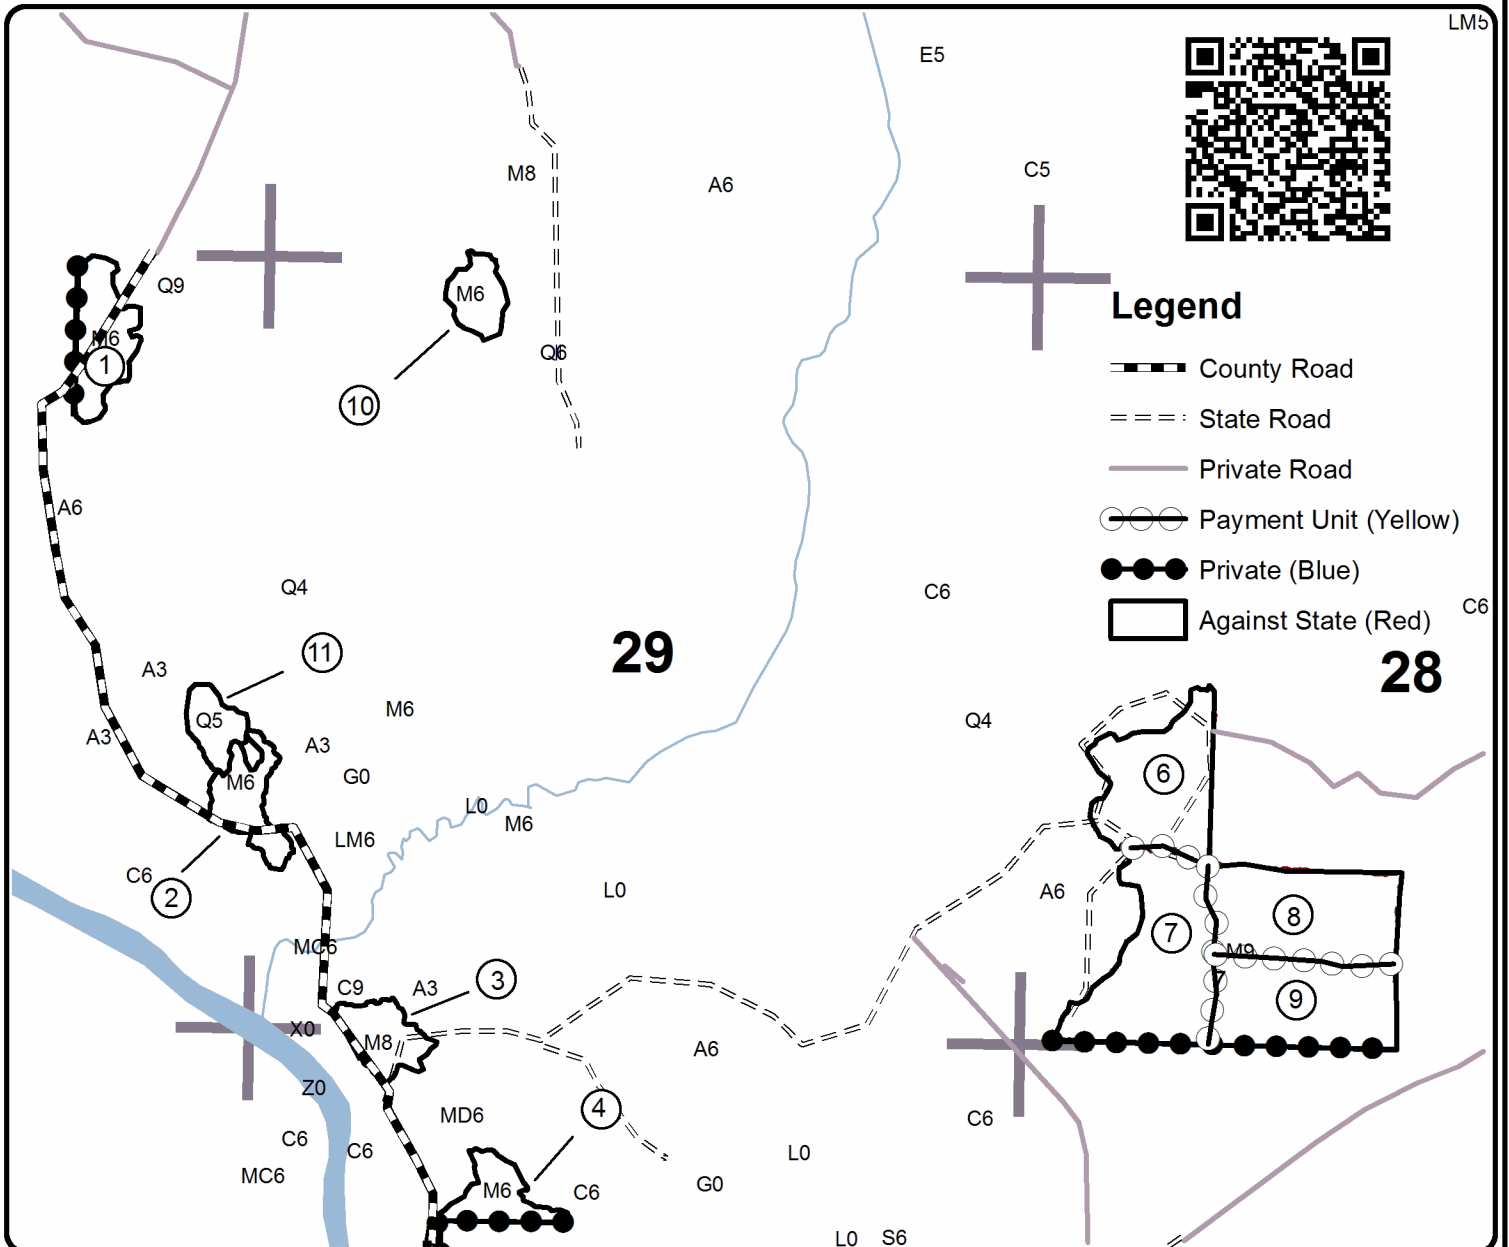 LM5
E5
C5
M8
A6
Q9
M6
1
M6
Q6
10
Legend
County Road
State Road
Private Road
Payment Unit (Yellow)
Private (Blue)
Against State (Red)
A6
Q4
C6
C6
11
29
28
A3
Q5
M6
A3
A3
Q4
M6
G0
6
L0
M6
LM6
C6
2
L0
A6
7
8
MC6
M9
C9
A3
3
7
9
X0
M8
A6
Z0
MD6
4
C6
C6
C6
L0
MC6
M6
C6
G0
L0
S6